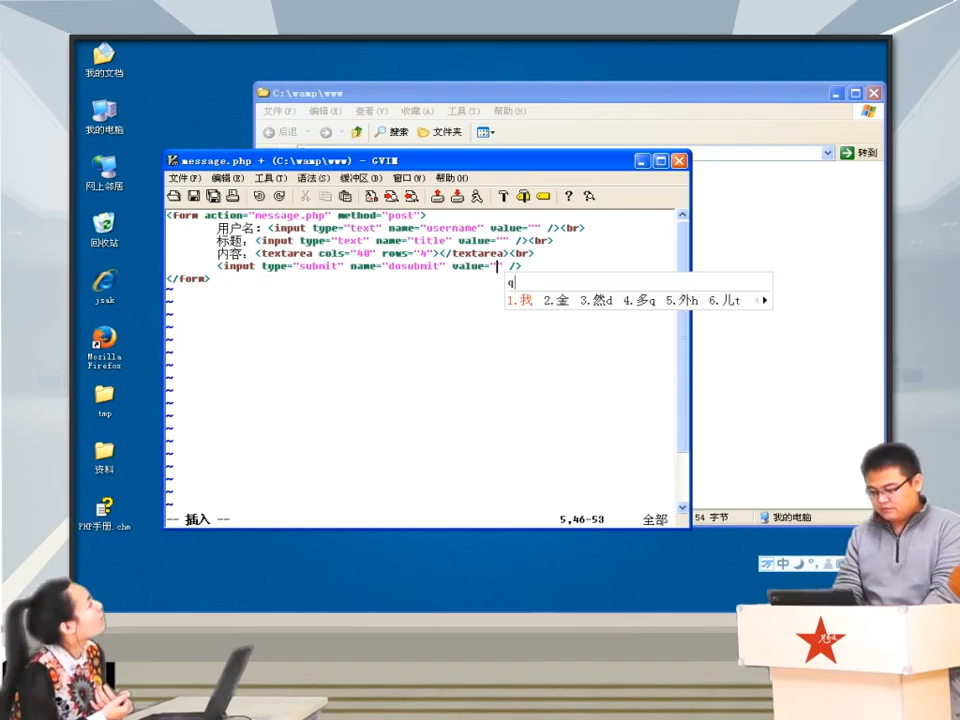 我的文档
我的电脑
网上邻居
回收站
jsak
Mozilla
Firefox
tmp
资料
PHP手册.chm
C:\wamp\www
文件(F) 编辑(E) 查看(V) 收藏(A) 工具(T) 帮助(H)
后退 搜索 文件夹
转到
message.php + (C:\wamp\www) - GVIM
文件(F) 编辑(E) 工具(T) 语法(S) 缓冲区(B) 窗口(W) 帮助(H)
<form action="message.php" method="post">
用户名: <input type="text" name="username" value="" /><br>
标题: <input type="text" name="title" value="" /><br>
内容: <textarea cols="40" rows="4"></textarea><br>
<input type="submit" name="dosubmit" value="" />
</form>
q
1.我 2.金 3.然d 4.多q 5.外h 6.儿t
-- 插入 -- 5,46-53 全部
54 字节 我的电脑
中